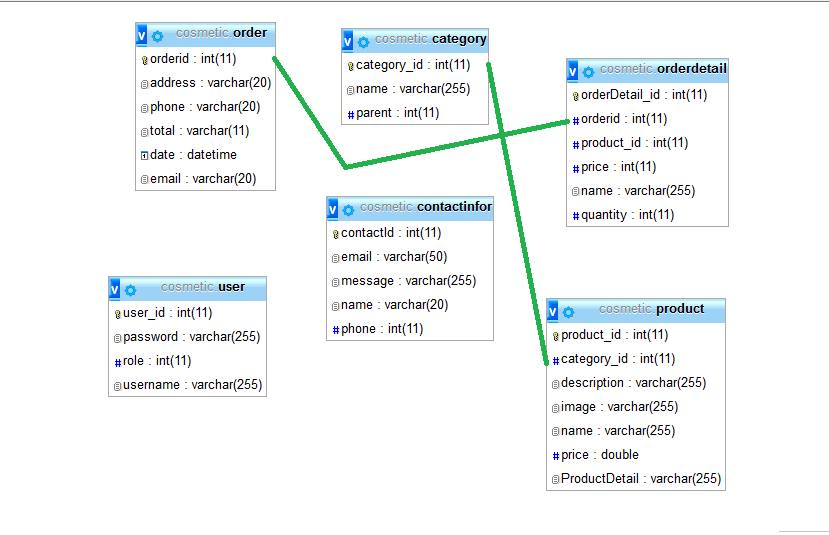 cosmetic order
orderid : int(11)
address : varchar(20)
phone : varchar(20)
total : varchar(11)
date : datetime
email : varchar(20)
cosmetic category
category_id : int(11)
name : varchar(255)
parent : int(11)
cosmetic orderdetail
orderDetail_id : int(11)
orderid : int(11)
product_id : int(11)
price : int(11)
name : varchar(255)
quantity : int(11)
cosmetic contactinfor
contactId : int(11)
email : varchar(50)
message : varchar(255)
name : varchar(20)
phone : int(11)
cosmetic user
user_id : int(11)
password : varchar(255)
role : int(11)
username : varchar(255)
cosmetic product
product_id : int(11)
category_id : int(11)
description : varchar(255)
image : varchar(255)
name : varchar(255)
price : double
ProductDetail : varchar(255)